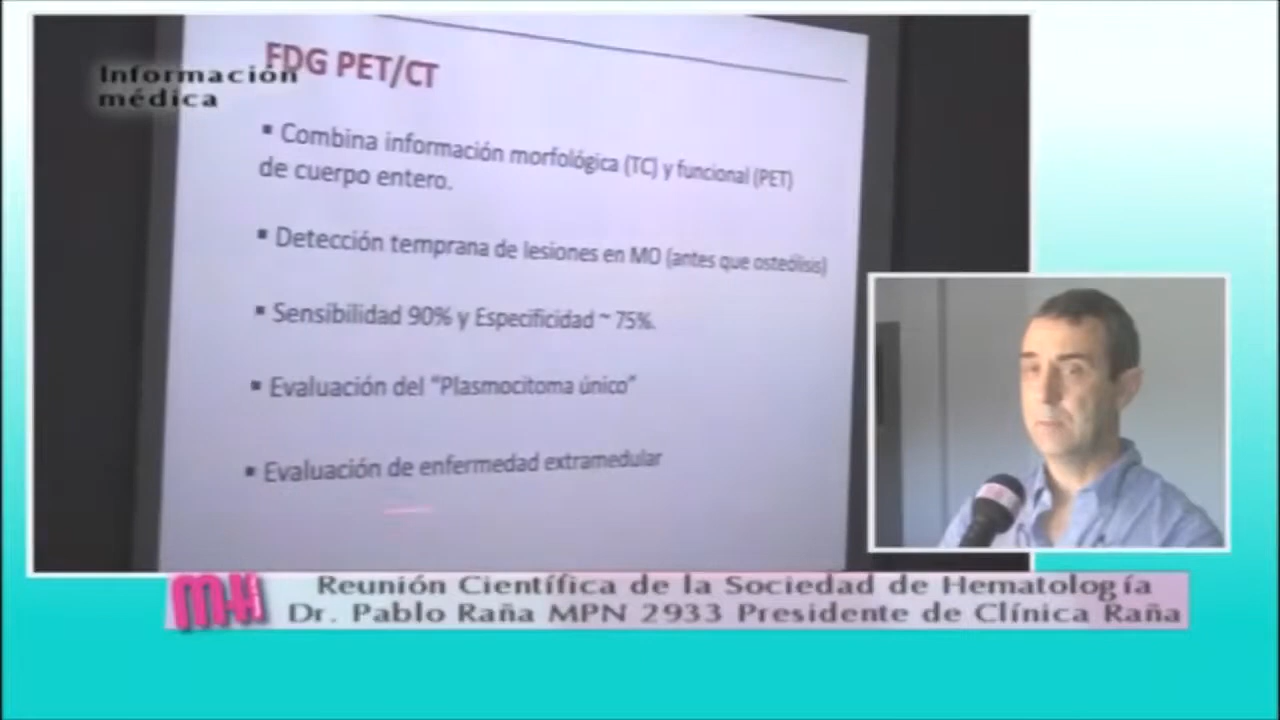 Información
médica
FDG PET/CT
▪ Combina información morfológica (TC) y funcional (PET)
de cuerpo entero.
▪ Detección temprana de lesiones en MO (antes que osteólisis)
▪ Sensibilidad 90% y Especificidad ~ 75%.
▪ Evaluación del "Plasmocitoma único"
▪ Evaluación de enfermedad extramedular
M+H
Reunión Científica de la Sociedad de Hematología
Dr. Pablo Raña MPN 2933 Presidente de Clínica Raña